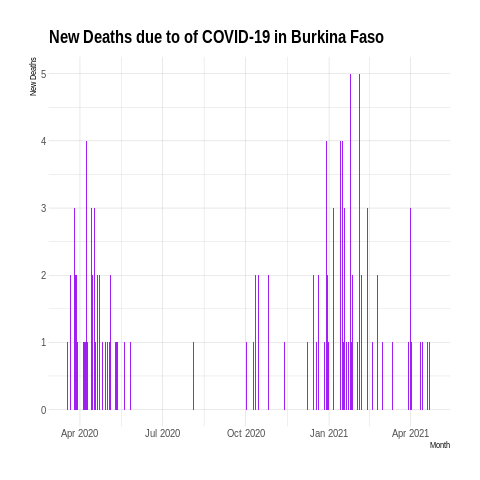 New Deaths due to of COVID-19 in Burkina Faso
New Deaths
5
4
3
2
1
0
Apr 2020 Jul 2020 Oct 2020 Jan 2021 Apr 2021
Month